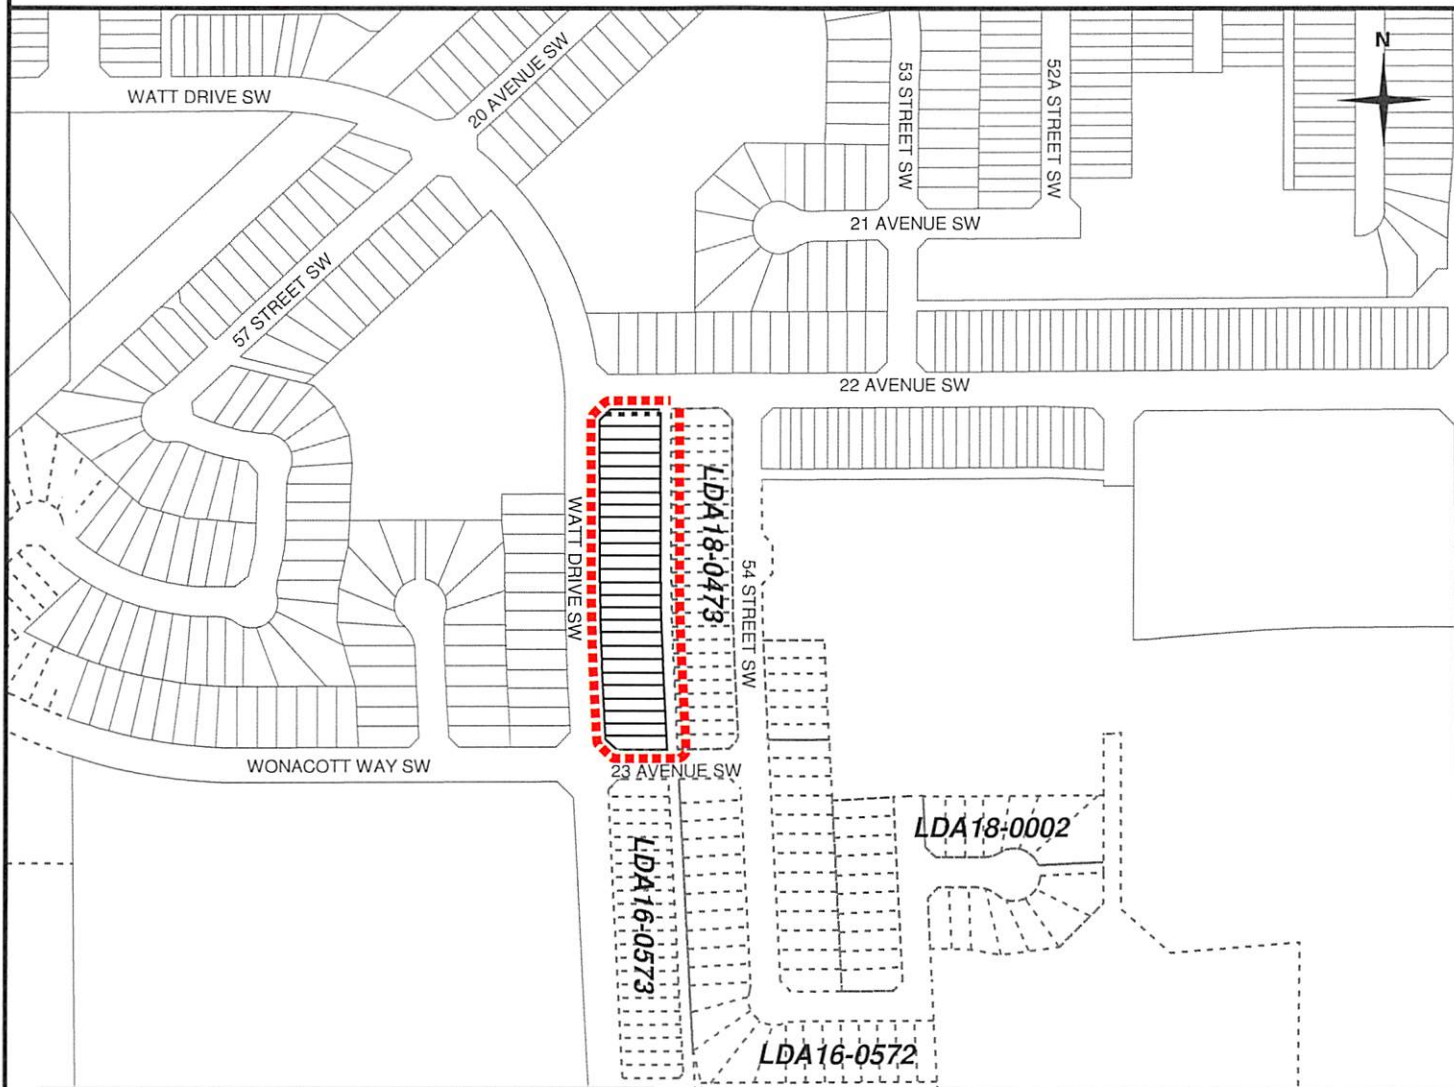 N
WATT DRIVE SW
20 AVENUE SW
53 STREET SW
52A STREET SW
21 AVENUE SW
57 STREET SW
22 AVENUE SW
WATT DRIVE SW
LDA18-0473
54 STREET SW
WONACOTT WAY SW
23 AVENUE SW
LDA18-0002
LDA16-0573
LDA16-0572